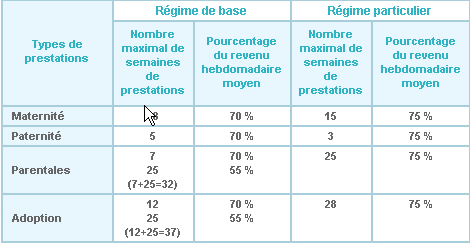 Types de prestations
Régime de base
Régime particulier
Nombre maximal de semaines de prestations
Pourcentage du revenu hebdomadaire moyen
Nombre maximal de semaines de prestations
Pourcentage du revenu hebdomadaire moyen
Maternité 70 % 15 75 %
Paternité 5 70 % 3 75 %
Parentales
7 70 % 25 75 %
25 55 %
(7+25=32)
Adoption
12 70 % 28 75 %
25 55 %
(12+25=37)